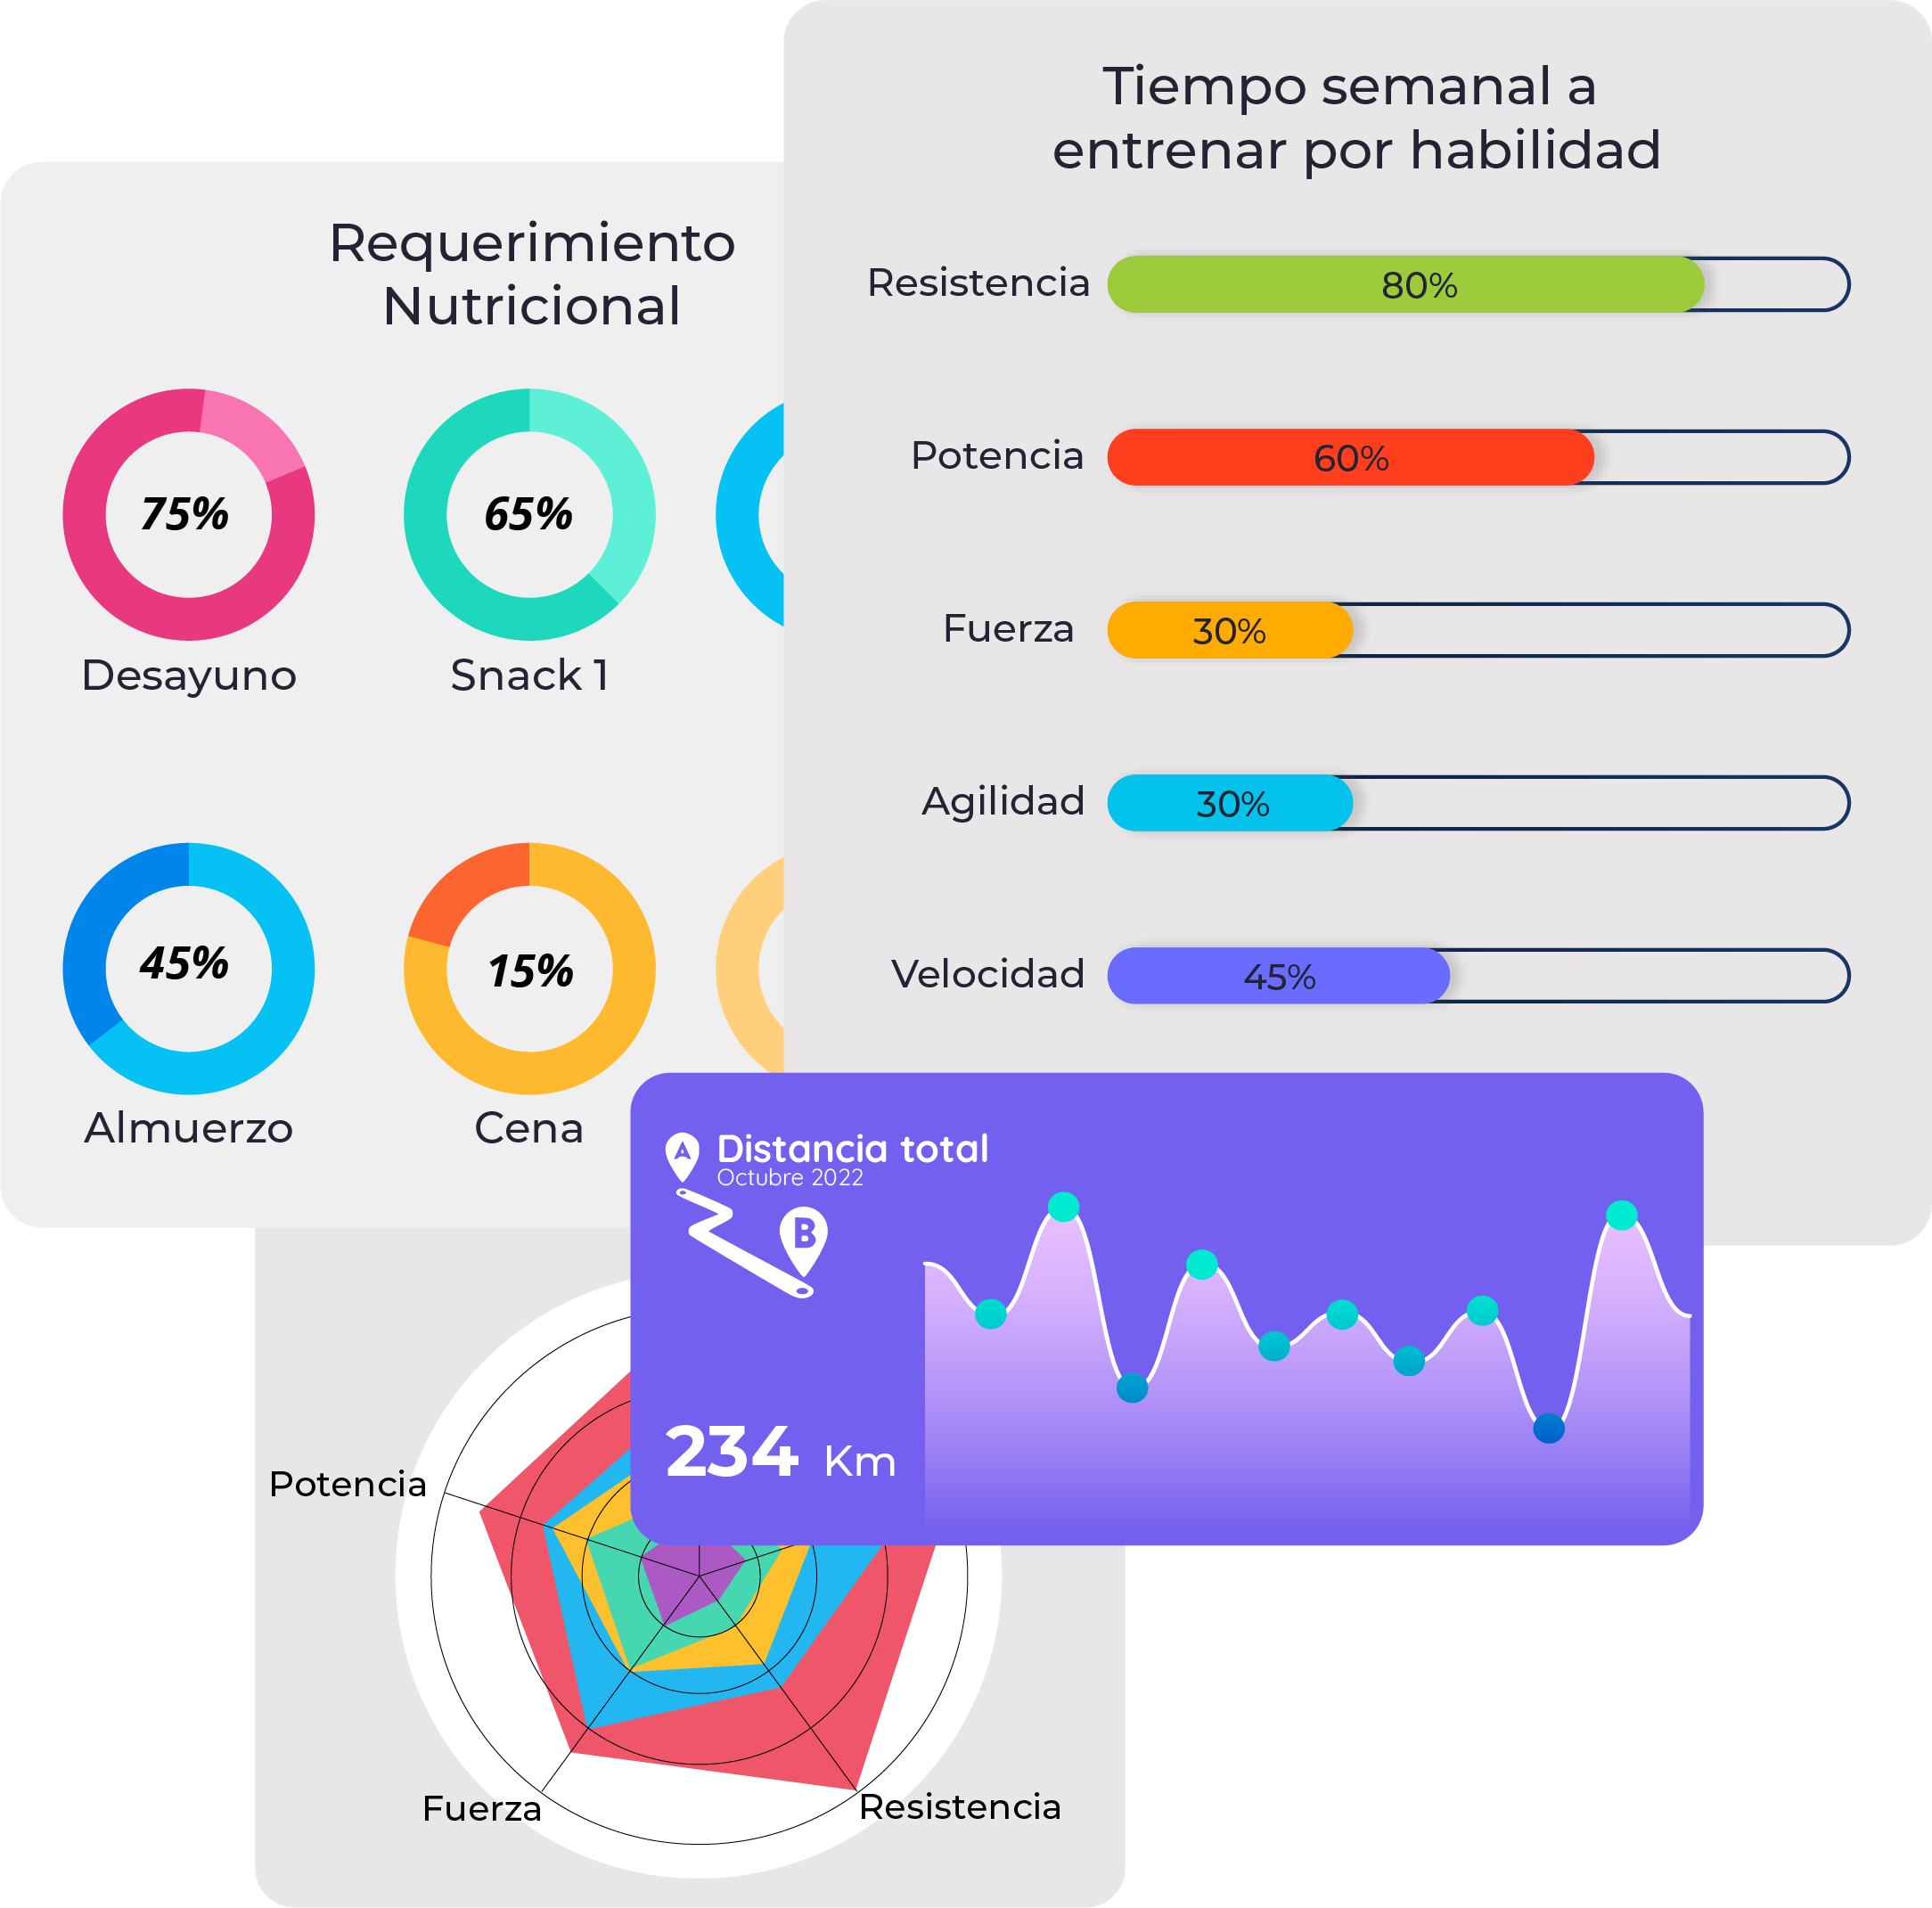 Tiempo semanal a
entrenar por habilidad
Resistencia
80%
Potencia
60%
Fuerza
30%
Agilidad
30%
Velocidad
45%
Requerimiento
Nutricional
75%
Desayuno
65%
Snack 1
45%
Almuerzo
15%
Cena
A
Distancia total
Octubre 2022
B
234 Km
Potencia
Fuerza
Resistencia